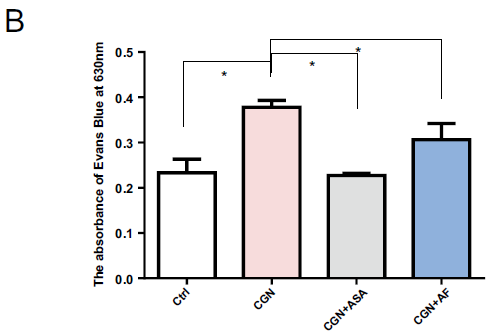 B
The absorbance of Evans Blue at 630nm
0.5
0.4
0.3
0.2
0.1
0.0
*
*
*
Ctrl
CGN
CGN+ASA
CGN+AF